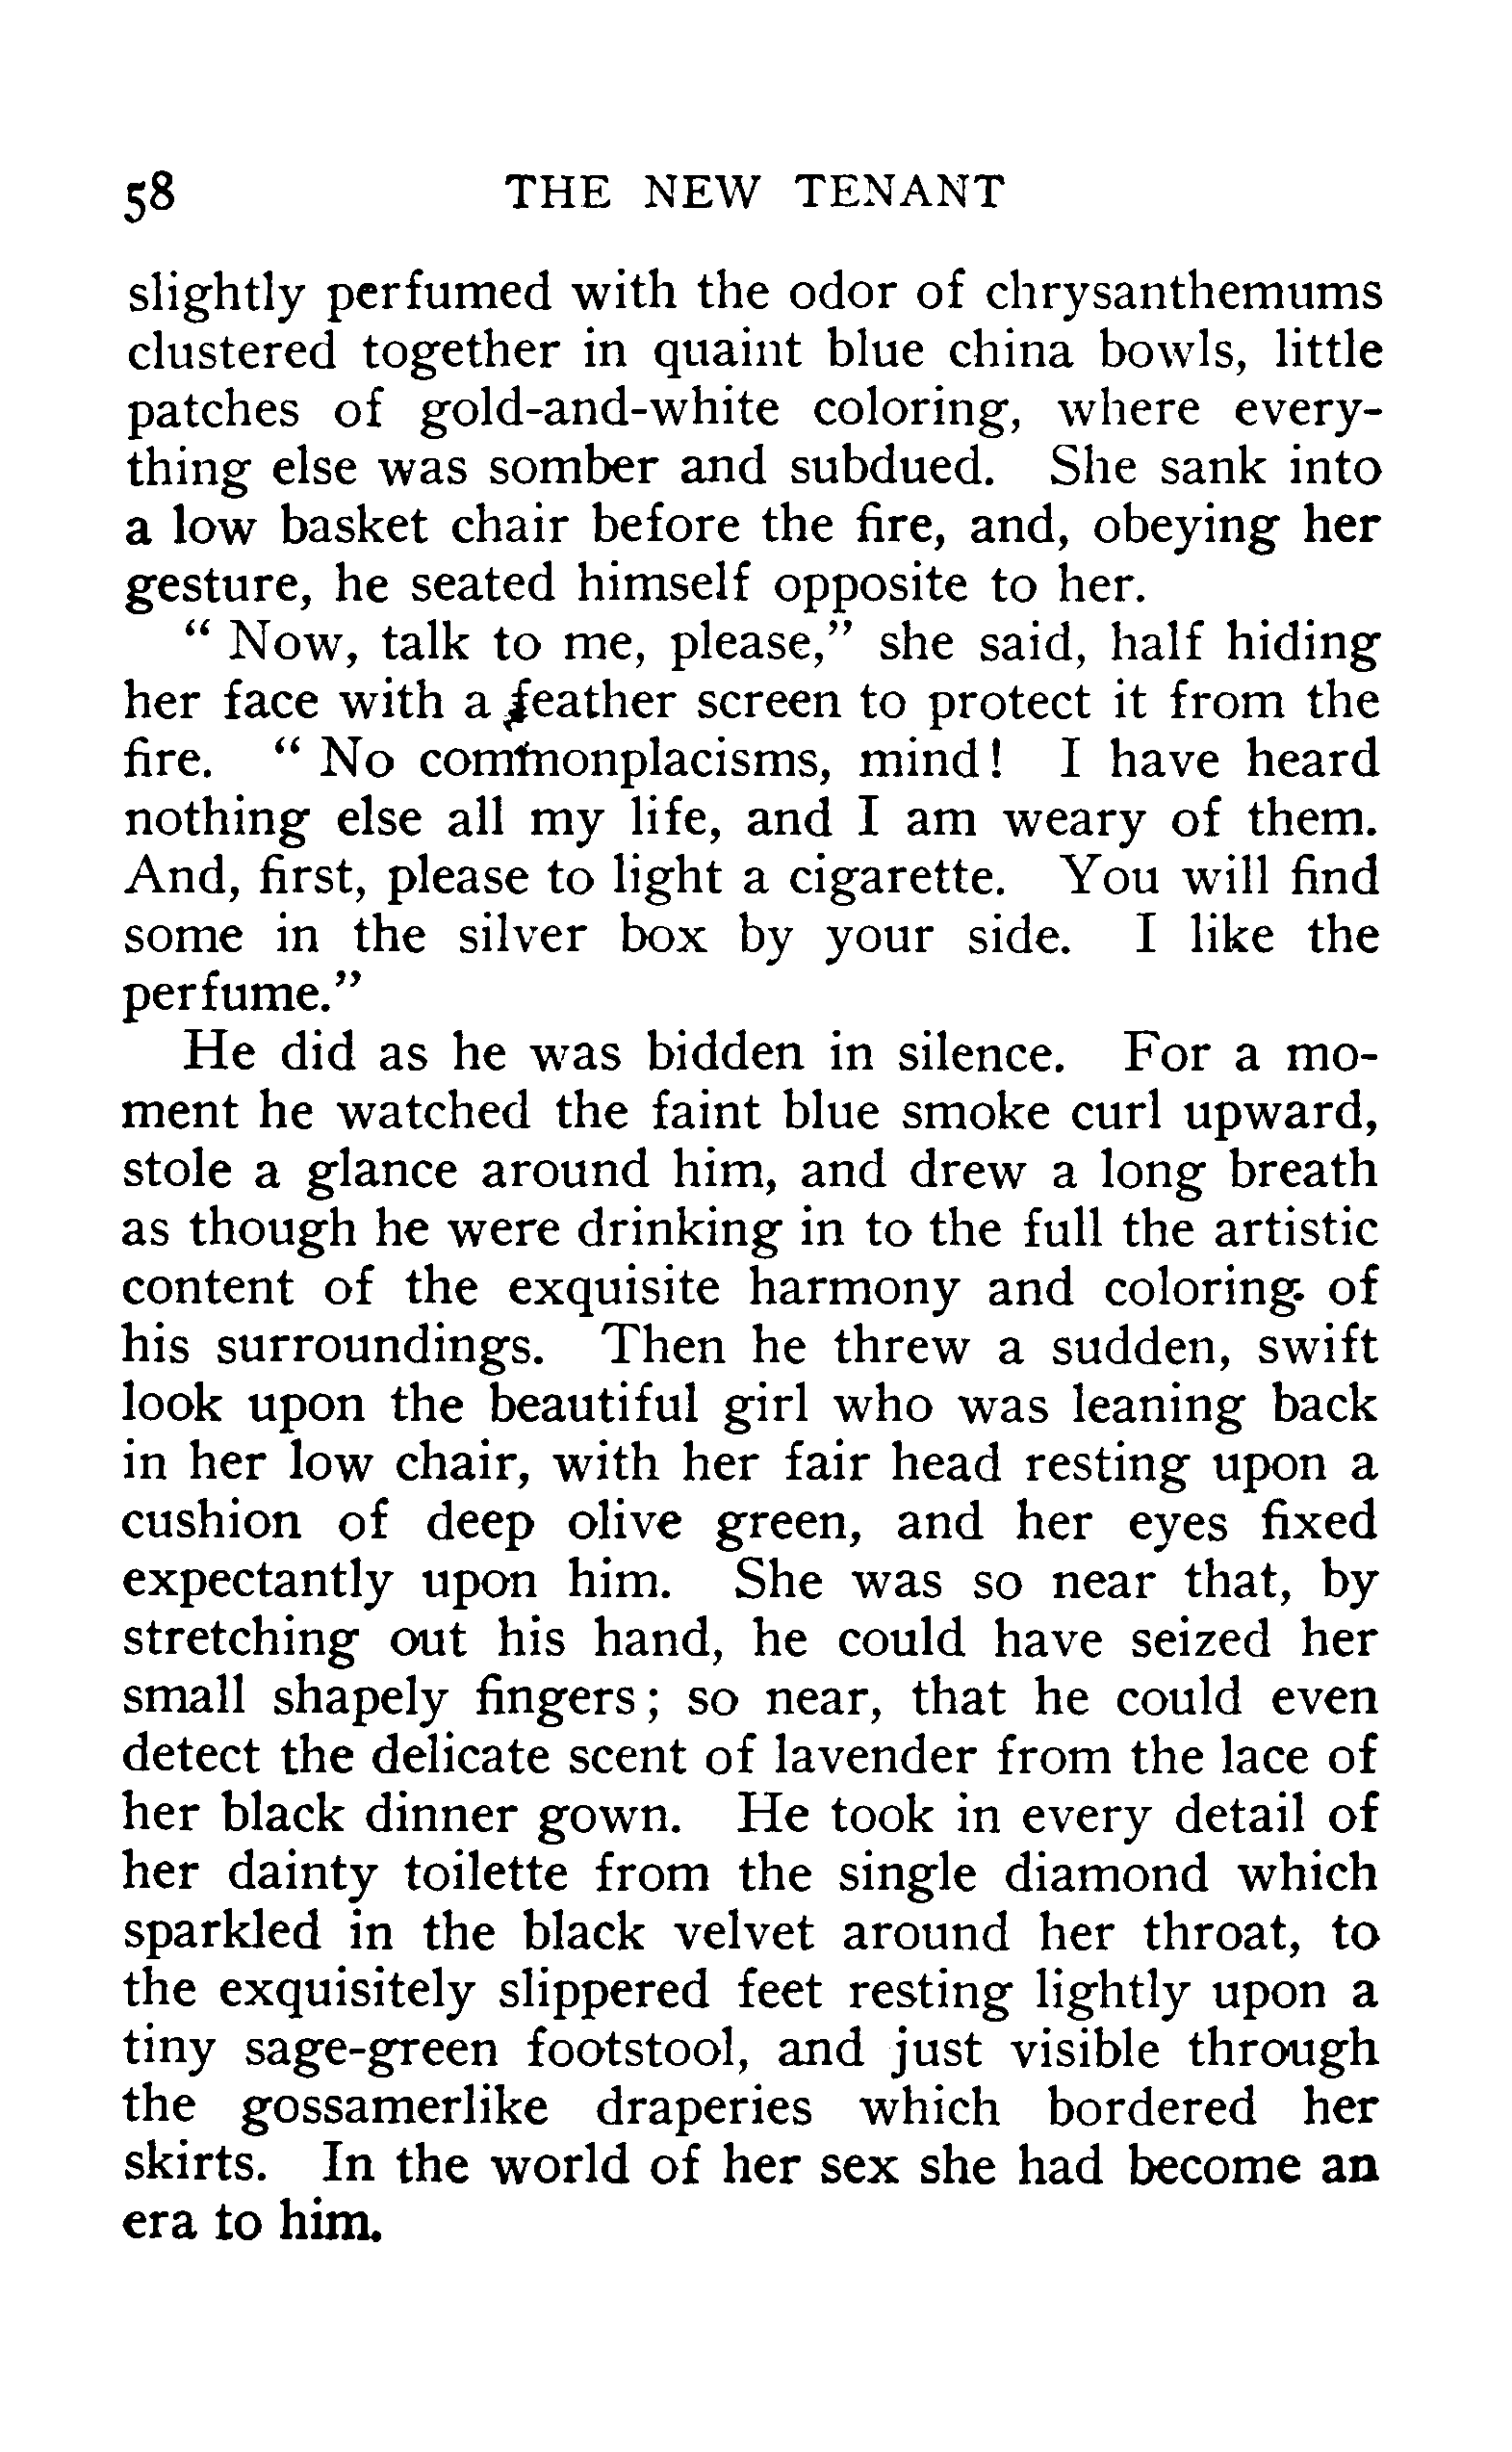 58 THE NEW TENANT
slightly perfumed with the odor of chrysanthemums
clustered together in quaint blue china bowls, little
patches of gold-and-white coloring, where every-
thing else was somber and subdued. She sank into
a low basket chair before the fire, and, obeying her
gesture, he seated himself opposite to her.
“ Now, talk to me, please,” she said, half hiding
her face with a feather screen to protect it from the
fire. “ No commonplacisms, mind! I have heard
nothing else all my life, and I am weary of them.
And, first, please to light a cigarette. You will find
some in the silver box by your side. I like the
perfume.”
He did as he was bidden in silence. For a mo-
ment he watched the faint blue smoke curl upward,
stole a glance around him, and drew a long breath
as though he were drinking in to the full the artistic
content of the exquisite harmony and coloring of
his surroundings. Then he threw a sudden, swift
look upon the beautiful girl who was leaning back
in her low chair, with her fair head resting upon a
cushion of deep olive green, and her eyes fixed
expectantly upon him. She was so near that, by
stretching out his hand, he could have seized her
small shapely fingers; so near, that he could even
detect the delicate scent of lavender from the lace of
her black dinner gown. He took in every detail of
her dainty toilette from the single diamond which
sparkled in the black velvet around her throat, to
the exquisitely slippered feet resting lightly upon a
tiny sage-green footstool, and just visible through
the gossamerlike draperies which bordered her
skirts. In the world of her sex she had become an
era to him.